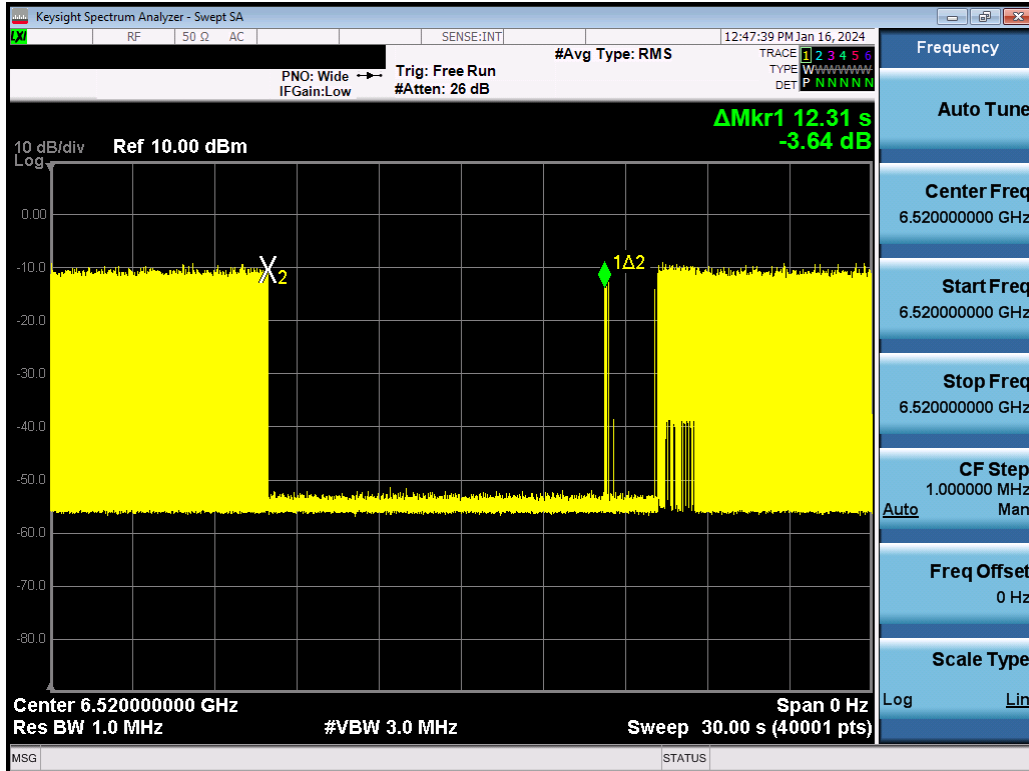 Keysight Spectrum Analyzer - Swept SA
LXI RF 50 Ω AC SENSE:INT 12:47:39 PM Jan 16, 2024
Frequency
#Avg Type: RMS TRACE 1 2 3 4 5 6
PNO: Wide Trig: Free Run TYPE WWWWWW
IFGain:Low #Atten: 26 dB DET P N N N N N
Auto Tune
ΔMkr1 12.31 s
-3.64 dB
10 dB/div Ref 10.00 dBm
Log
Center Freq
6.520000000 GHz
0.00
-10.0
X2
1Δ2
Start Freq
6.520000000 GHz
-20.0
-30.0
Stop Freq
6.520000000 GHz
-40.0
-50.0
CF Step
1.000000 MHz
Auto Man
-60.0
Freq Offset
0 Hz
-70.0
-80.0
Scale Type
Log Lin
Center 6.520000000 GHz Span 0 Hz
Res BW 1.0 MHz #VBW 3.0 MHz Sweep 30.00 s (40001 pts)
MSG STATUS